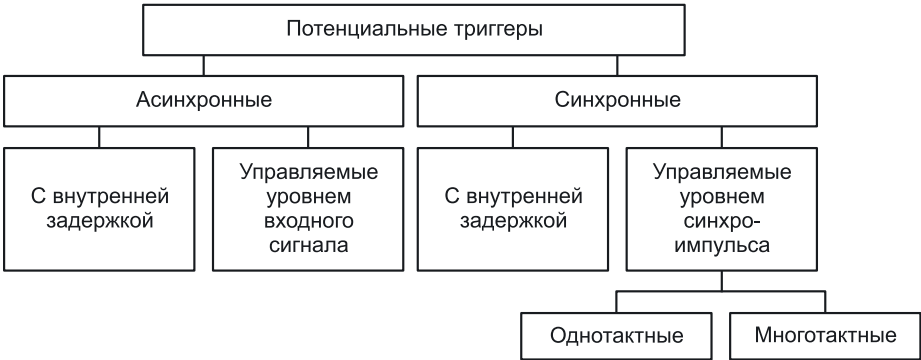 Потенциальные триггеры
Асинхронные
Синхронные
С внутренней
задержкой
Управляемые
уровнем
входного
сигнала
С внутренней
задержкой
Управляемые
уровнем
синхро-
импульса
Однотактные
Многотактные